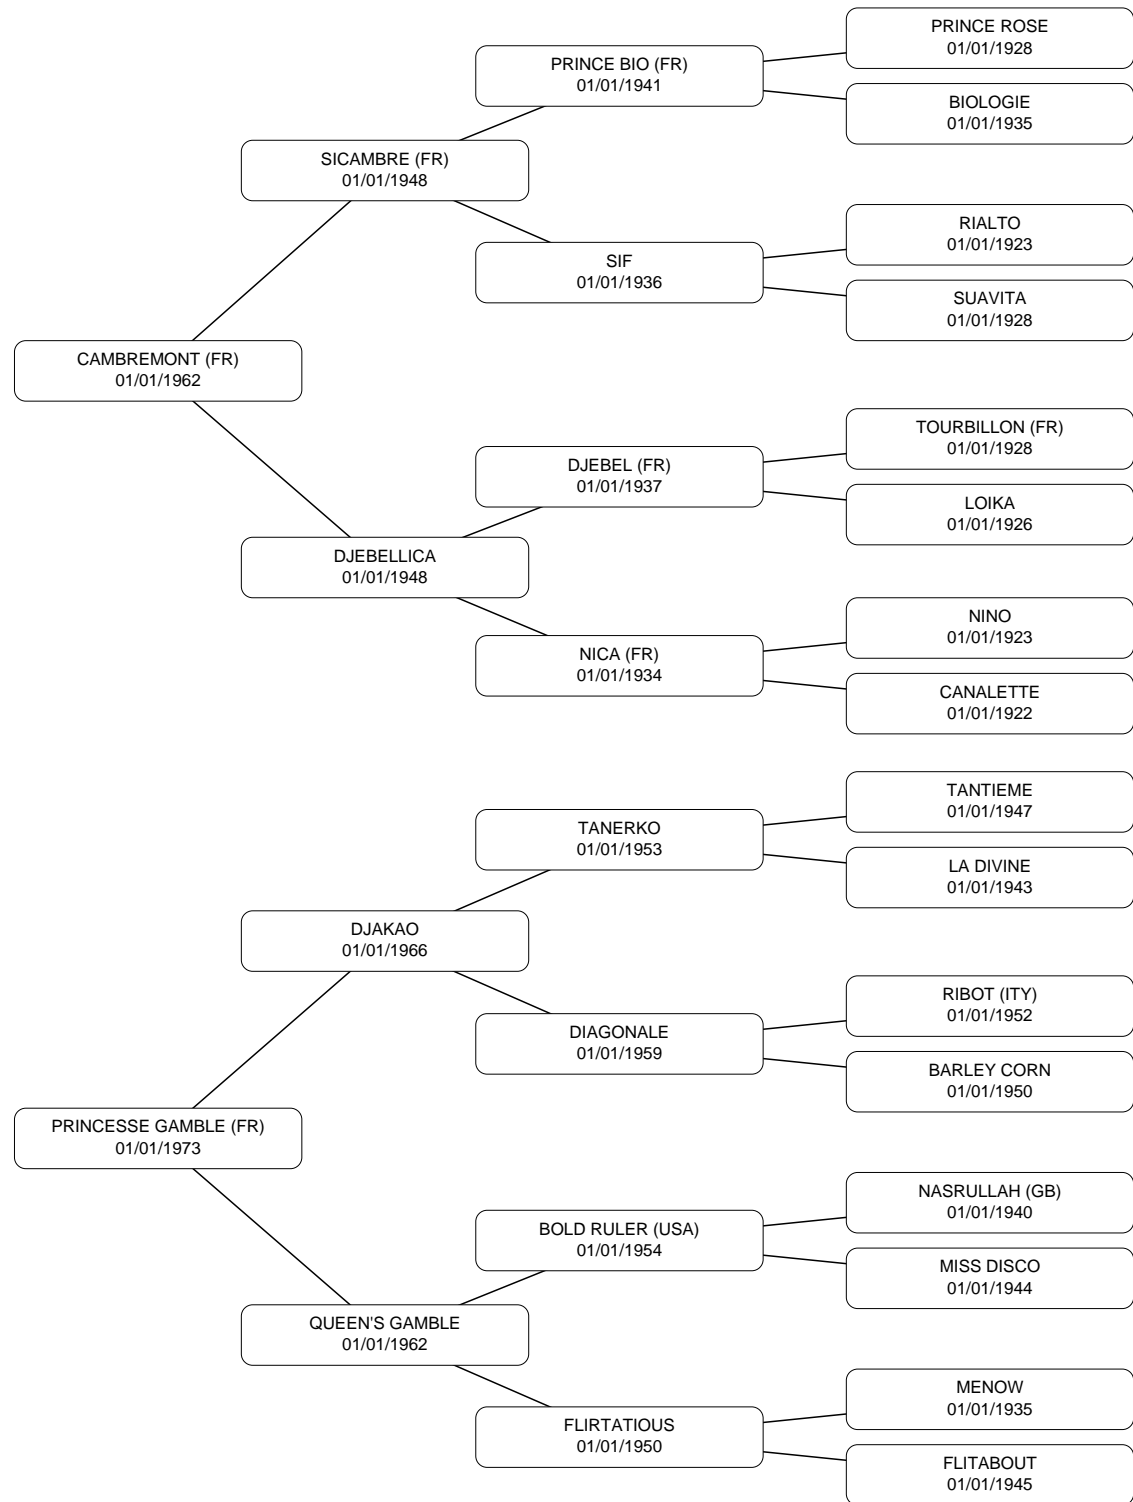 PRINCE ROSE
01/01/1928
PRINCE BIO (FR)
01/01/1941
BIOLOGIE
01/01/1935
SICAMBRE (FR)
01/01/1948
RIALTO
01/01/1923
SIF
01/01/1936
SUAVITA
01/01/1928
CAMBREMONT (FR)
01/01/1962
TOURBILLON (FR)
01/01/1928
DJEBEL (FR)
01/01/1937
LOIKA
01/01/1926
DJEBELLICA
01/01/1948
NINO
01/01/1923
NICA (FR)
01/01/1934
CANALETTE
01/01/1922
TANTIEME
01/01/1947
TANERKO
01/01/1953
LA DIVINE
01/01/1943
DJAKAO
01/01/1966
RIBOT (ITY)
01/01/1952
DIAGONALE
01/01/1959
BARLEY CORN
01/01/1950
PRINCESSE GAMBLE (FR)
01/01/1973
NASRULLAH (GB)
01/01/1940
BOLD RULER (USA)
01/01/1954
MISS DISCO
01/01/1944
QUEEN'S GAMBLE
01/01/1962
MENOW
01/01/1935
FLIRTATIOUS
01/01/1950
FLITABOUT
01/01/1945